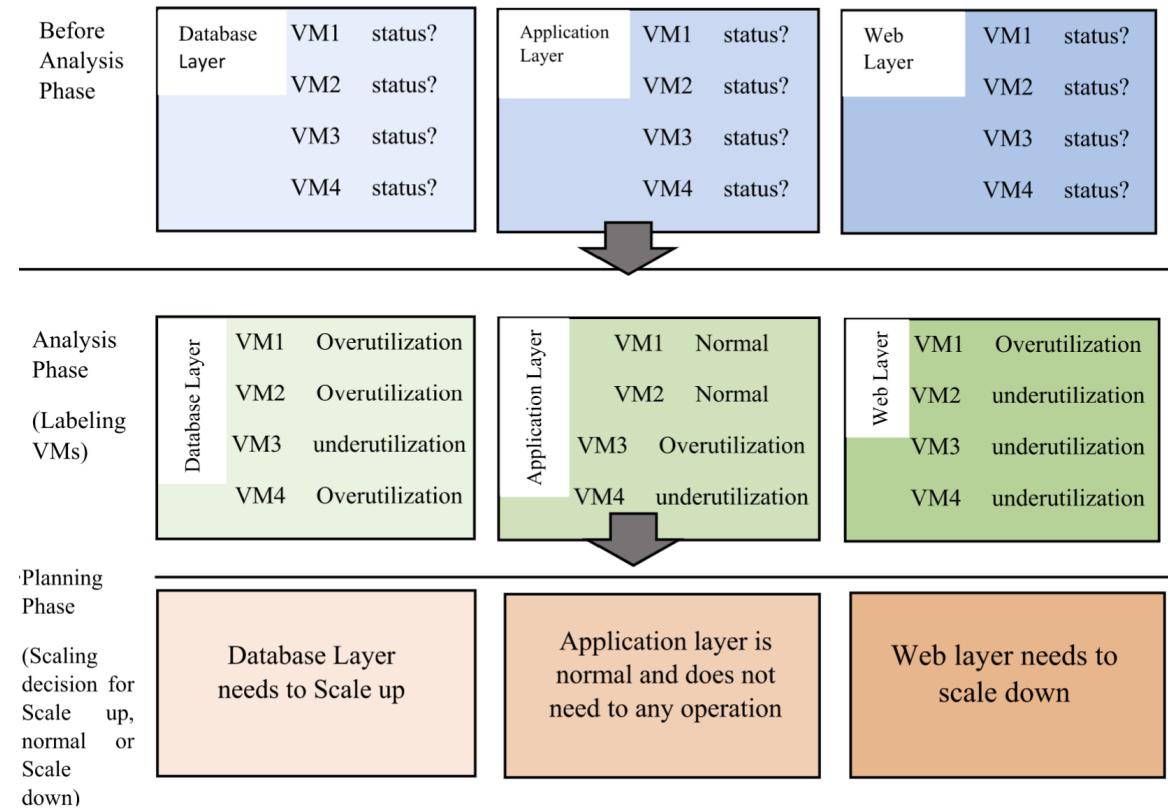 Before
Analysis
Phase
Database
Layer
VM1 status?
VM2 status?
VM3 status?
VM4 status?
Application
Layer
VM1 status?
VM2 status?
VM3 status?
VM4 status?
Web
Layer
VM1 status?
VM2 status?
VM3 status?
VM4 status?
Analysis
Phase
(Labeling
VMs)
Database Layer
VM1 Overutilization
VM2 Overutilization
VM3 underutilization
VM4 Overutilization
Application Layer
VM1 Normal
VM2 Normal
VM3 Overutilization
VM4 underutilization
Web Layer
VM1 Overutilization
VM2 underutilization
VM3 underutilization
VM4 underutilization
Planning
Phase
(Scaling
decision for
Scale up,
normal or
Scale
down)
Database Layer
needs to Scale up
Application layer is
normal and does not
need to any operation
Web layer needs to
scale down